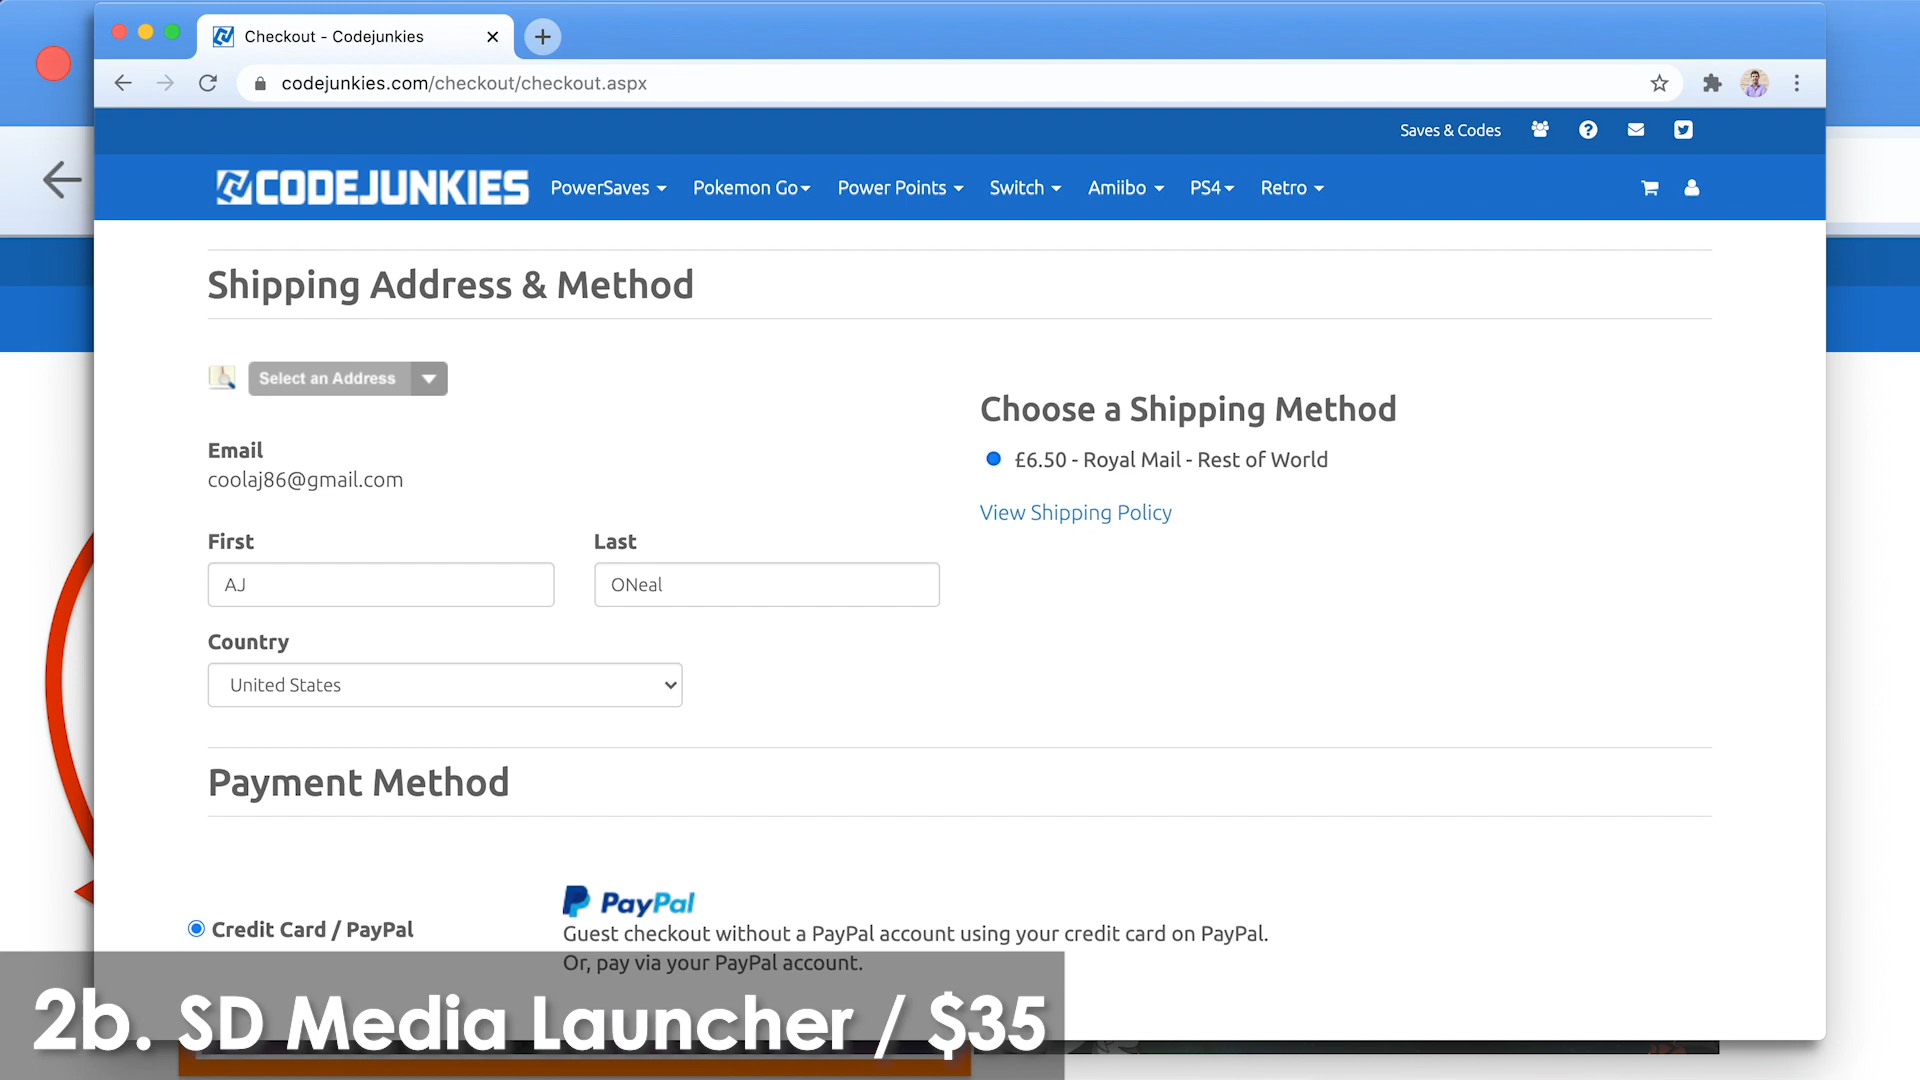 Checkout - Codejunkies
codejunkies.com/checkout/checkout.aspx
Saves & Codes
CODEJUNKIES
PowerSaves
Pokemon Go
Power Points
Switch
Amiibo
PS4
Retro
Shipping Address & Method
Select an Address
Choose a Shipping Method
£6.50 - Royal Mail - Rest of World
View Shipping Policy
Email
coolaj86@gmail.com
First
Last
AJ
ONeal
Country
United States
Payment Method
Credit Card / PayPal
PayPal
Guest checkout without a PayPal account using your credit card on PayPal.
Or, pay via your PayPal account.
2b. SD Media Launcher / $35